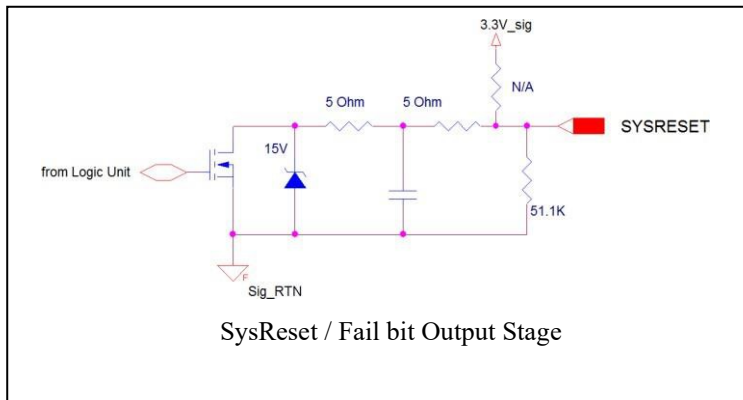 3.3V_sig
N/A
5 Ohm
5 Ohm
SYSRESET
15V
from Logic Unit
51.1K
F
Sig_RTN
SysReset / Fail bit Output Stage